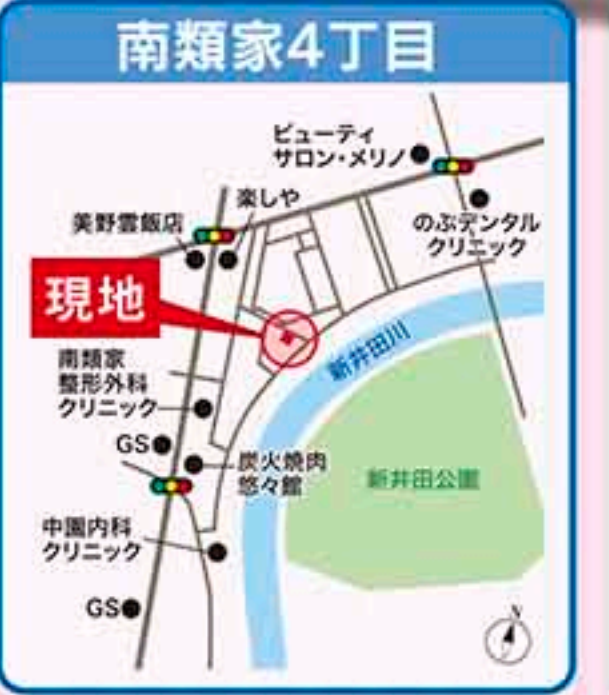 南類家4丁目
ビューティ
サロン・メリノ
楽しや
美野雲飯店
のぶデンタル
クリニック
現地
新井田川
南類家
整形外科
クリニック
GS
炭火焼肉
悠々館
新井田公園
中園内科
クリニック
GS
N